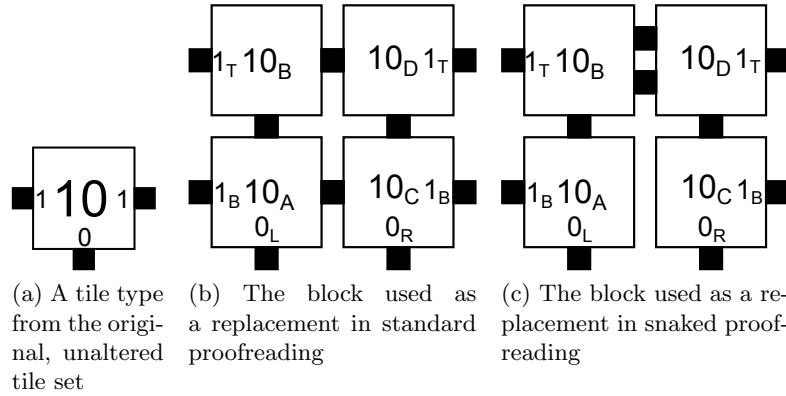 1 10 1
0
(a) A tile type
from the origi-
nal, unaltered
tile set
1T 10B 10D 1T
1B 10A 10C 1B
0L 0R
(b) The block used as
a replacement in standard
proofreading
1T 10B 10D 1T
1B 10A 10C 1B
0L 0R
(c) The block used as a re-
placement in snaked proof-
reading